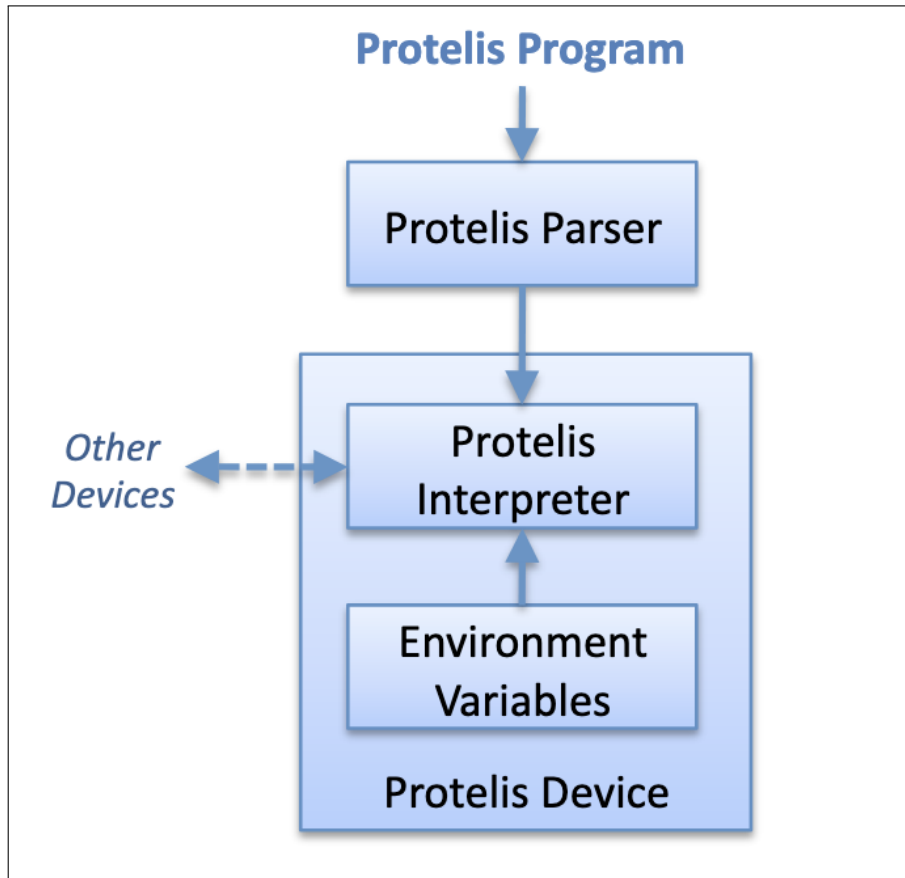 Protelis Program
Protelis Parser
Protelis
Interpreter
Other
Devices
Environment
Variables
Protelis Device